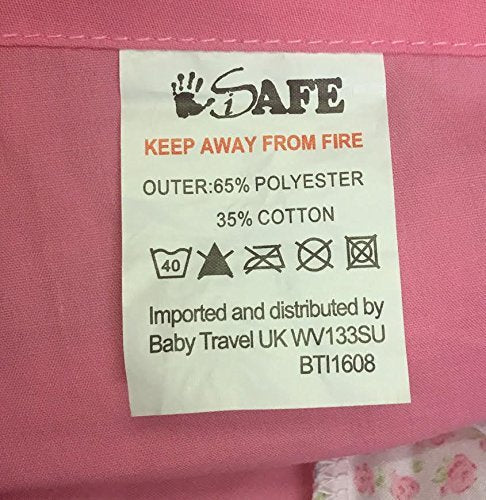 iSAFE
KEEP AWAY FROM FIRE
OUTER:65% POLYESTER
35% COTTON
40
Imported and distributed by
Baby Travel UK WV133SU
BTI1608